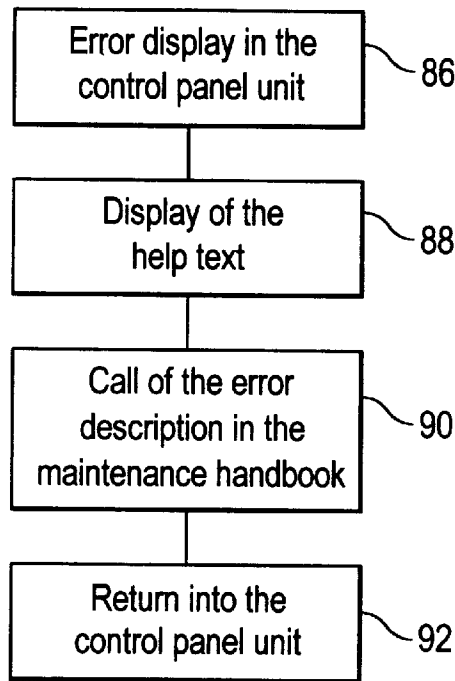 Error display in the
control panel unit
86
Display of the
help text
88
Call of the error
description in the
maintenance handbook
90
Return into the
control panel unit
92